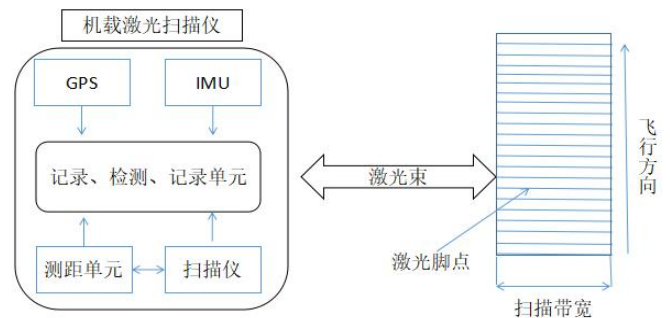 机载激光扫描仪
GPS
IMU
记录、检测、记录单元
测距单元
扫描仪
激光束
飞行方向
激光脚点
扫描带宽